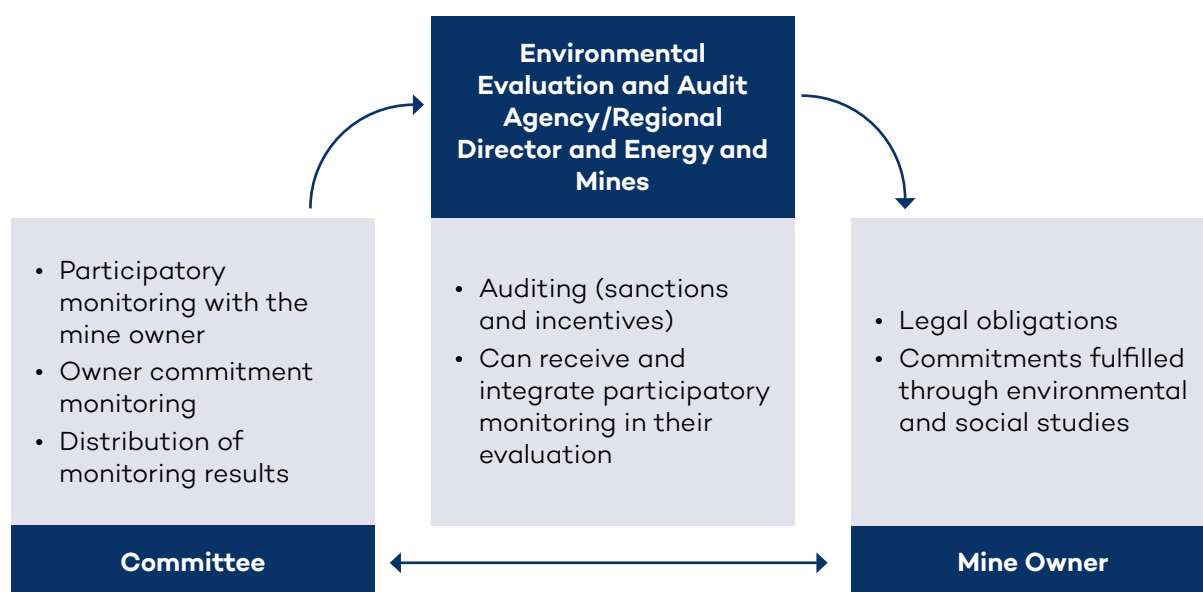 Environmental
Evaluation and Audit
Agency/Regional
Director and Energy and
Mines
• Participatory
monitoring with the
mine owner
• Owner commitment
monitoring
• Distribution of
monitoring results
Committee
• Auditing (sanctions
and incentives)
• Can receive and
integrate participatory
monitoring in their
evaluation
• Legal obligations
• Commitments fulfilled
through environmental
and social studies
Mine Owner